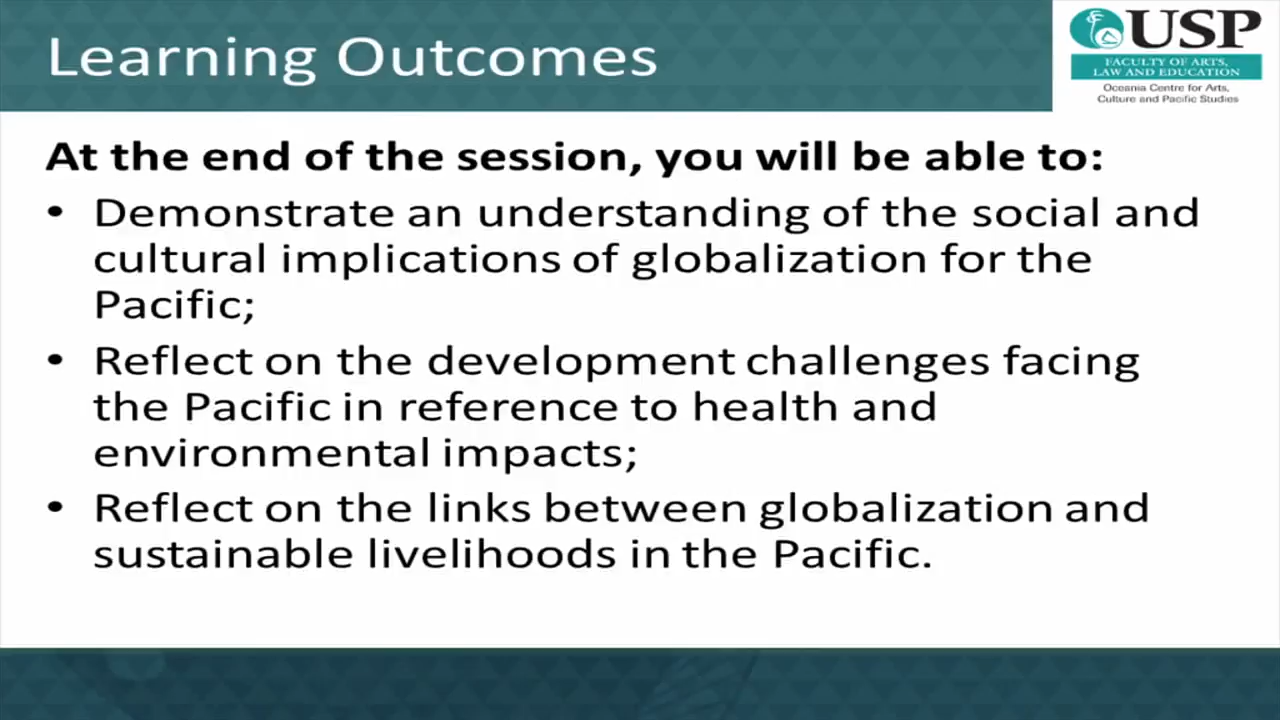 Learning Outcomes
USP
FACULTY OF ARTS,
LAW AND EDUCATION
Oceania Centre for Arts,
Culture and Pacific Studies
At the end of the session, you will be able to:
• Demonstrate an understanding of the social and
cultural implications of globalization for the
Pacific;
• Reflect on the development challenges facing
the Pacific in reference to health and
environmental impacts;
• Reflect on the links between globalization and
sustainable livelihoods in the Pacific.